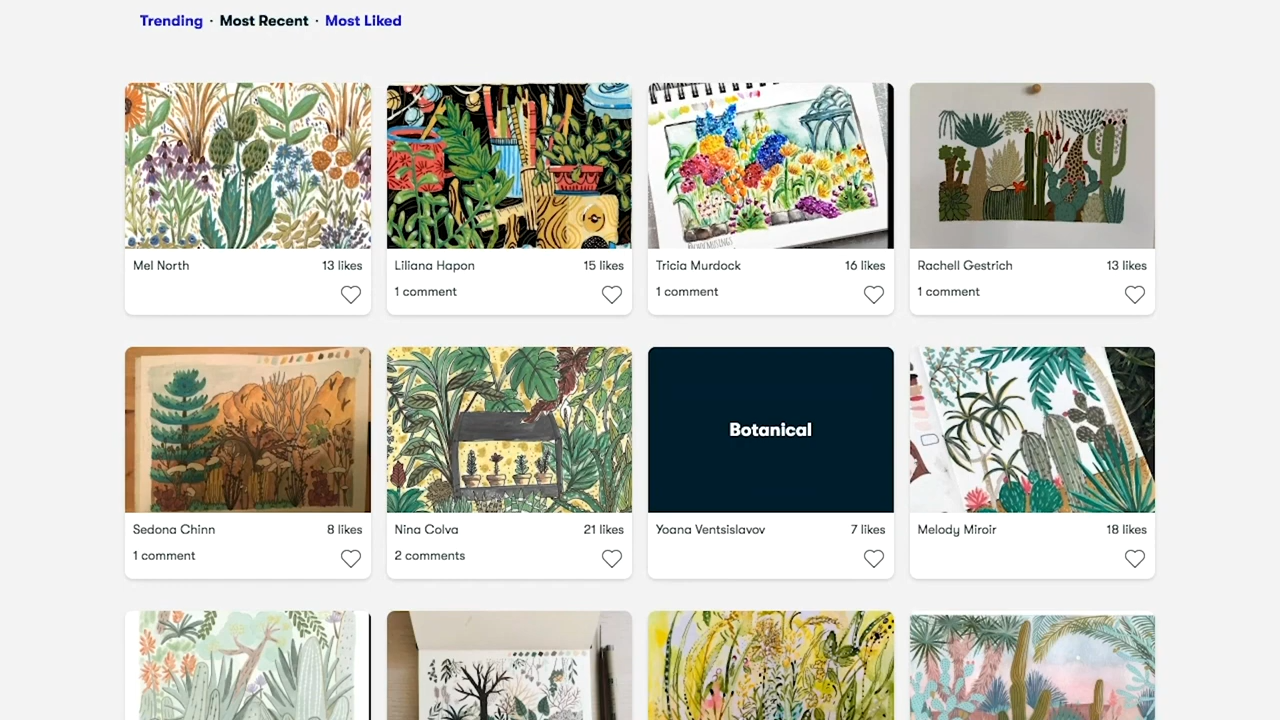 Trending · Most Recent · Most Liked
Mel North 13 likes
Liliana Hapon 15 likes
1 comment
Tricia Murdock 16 likes
1 comment
Rachell Gestrich 13 likes
1 comment
Sedona Chinn 8 likes
1 comment
Nina Colva 21 likes
2 comments
Botanical
Yoana Ventsislavov 7 likes
Melody Miroir 18 likes